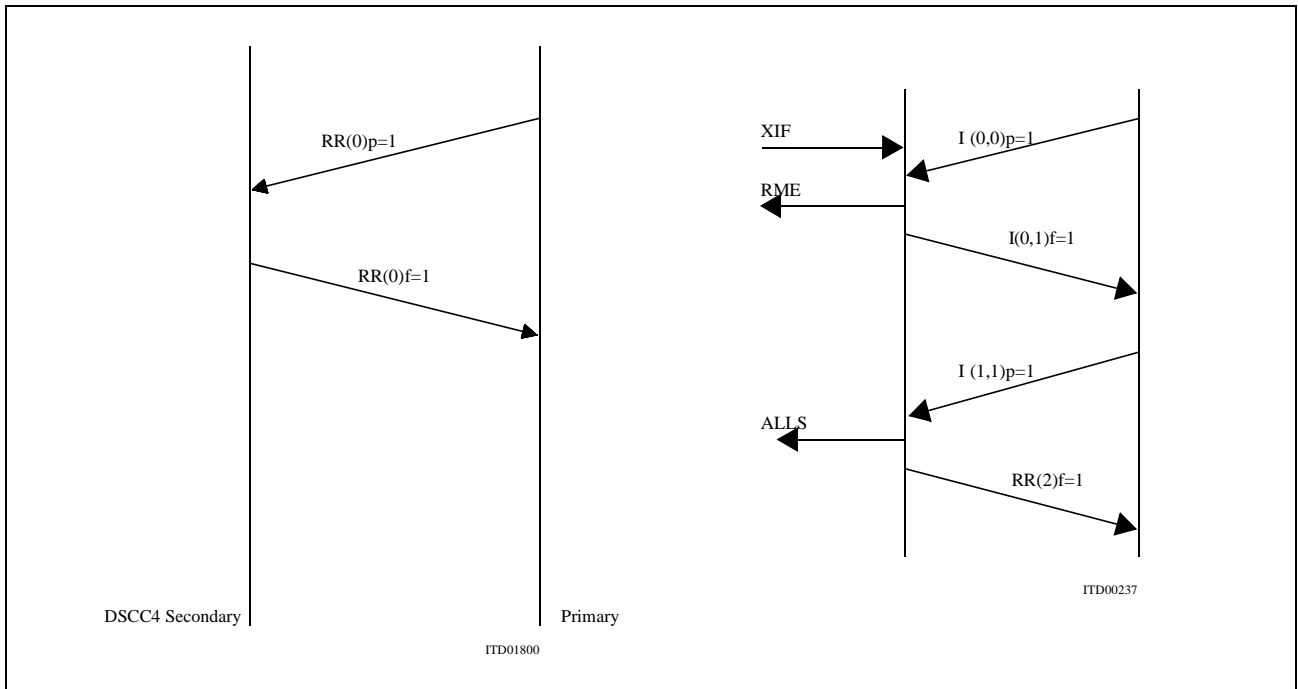 RR(0)p=1
RR(0)f=1
DSCC4 Secondary
Primary
ITD01800
XIF
I (0,0)p=1
RME
I(0,1)f=1
I (1,1)p=1
ALLS
RR(2)f=1
ITD00237